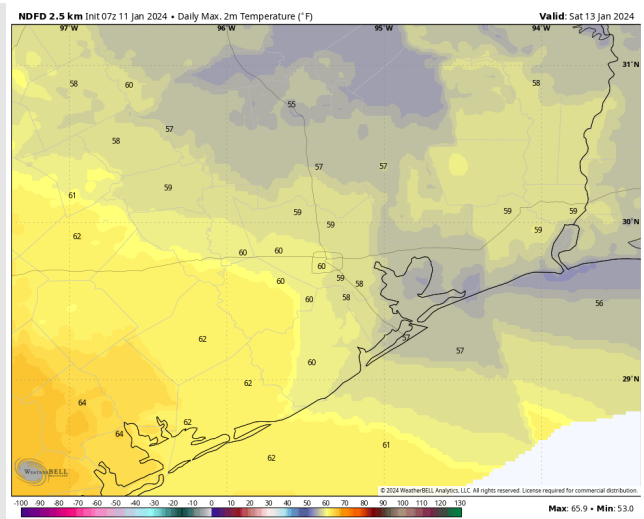 NDFD 2.5 km Init 07z 11 Jan 2024 • Daily Max. 2m Temperature (°F) Valid: Sat 13 Jan 2024
97°W 96°W 95°W 94°W
31°N
58 60 58
55
57
58
57 57
59
61
59 59 59
30°N
59 59
62
60 60
60
59
60 58
60 58
56
62 57
57
60
29°N
62
64
62
64
61
62
WEATHERBELL
© 2024 WeatherBELL Analytics, LLC. All rights reserved. License required for commercial distribution.
-100 -90 -80 -70 -60 -50 -40 -30 -20 -10 0 10 20 30 40 50 60 70 80 90 100 110 120 130
Max: 65.9 • Min: 53.0